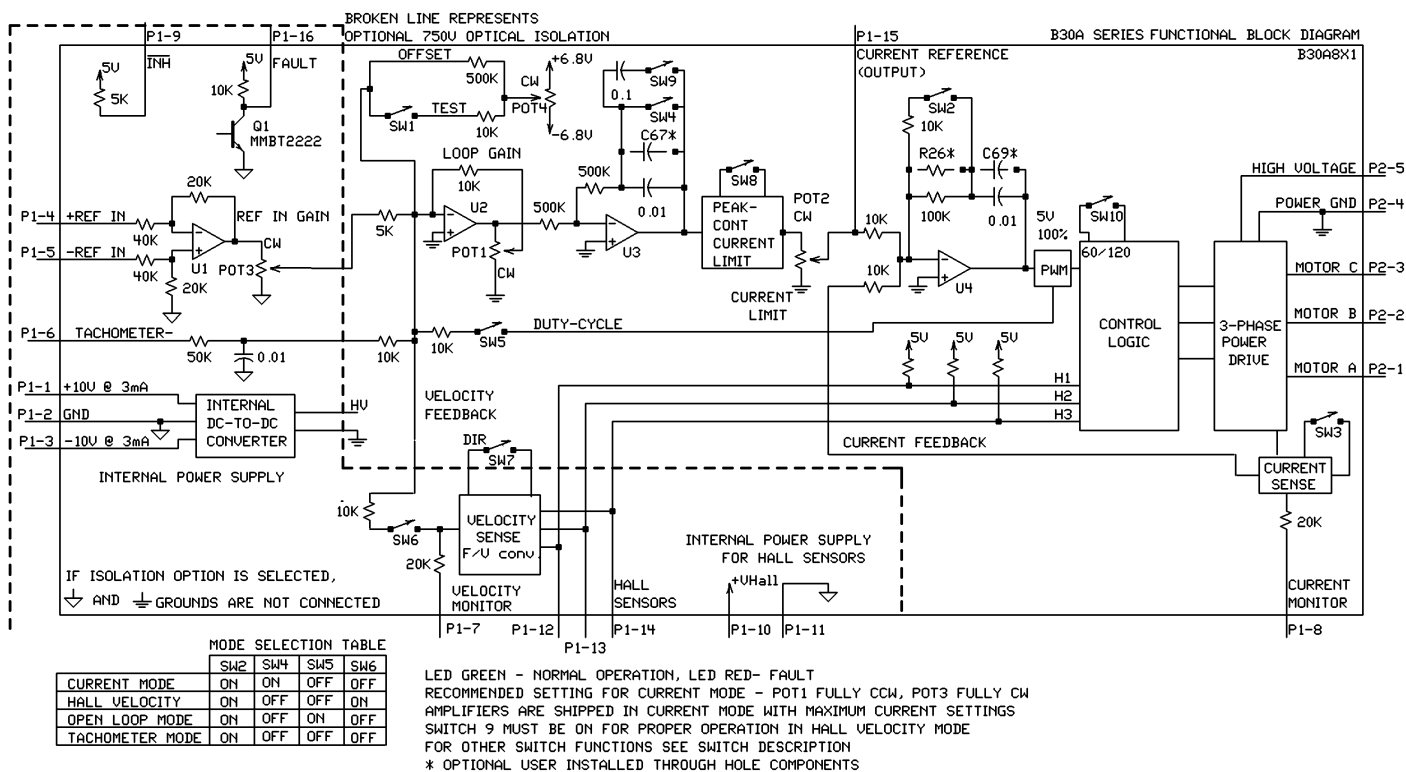 BROKEN LINE REPRESENTS
OPTIONAL 750V OPTICAL ISOLATION
P1-9
P1-16
P1-15
B30A SERIES FUNCTIONAL BLOCK DIAGRAM
B30A8X1
INH
FAULT
5V
5K
5V
10K
Q1
MMBT2222
OFFSET
500K
TEST
SW1
10K
CW
POT4
+6.8V
-6.8V
SW9
0.1
SW4
C67*
0.01
500K
CURRENT REFERENCE
(OUTPUT)
SW2
10K
R26*
C69*
100K
0.01
LOOP GAIN
10K
U2
POT1
CW
500K
U3
SW8
PEAK-
CONT
CURRENT
LIMIT
POT2
CW
CURRENT
LIMIT
10K
10K
U4
5V
100%
PWM
SW10
60/120
CONTROL
LOGIC
3-PHASE
POWER
DRIVE
HIGH VOLTAGE
P2-5
POWER GND
P2-4
MOTOR C
P2-3
MOTOR B
P2-2
MOTOR A
P2-1
P1-4
+REF IN
P1-5
-REF IN
40K
40K
20K
20K
U1
REF IN GAIN
CW
POT3
5K
P1-6
TACHOMETER-
50K
0.01
10K
10K
SW5
DUTY-CYCLE
5V
5V
5V
H1
H2
H3
P1-1
+10V @ 3mA
P1-2
GND
P1-3
-10V @ 3mA
INTERNAL
DC-TO-DC
CONVERTER
HV
INTERNAL POWER SUPPLY
VELOCITY
FEEDBACK
CURRENT FEEDBACK
SW3
CURRENT
SENSE
20K
DIR
SW7
10K
SW6
VELOCITY
SENSE
F/V conv.
20K
INTERNAL POWER SUPPLY
FOR HALL SENSORS
+VHall
IF ISOLATION OPTION IS SELECTED,
AND
GROUNDS ARE NOT CONNECTED
VELOCITY
MONITOR
HALL
SENSORS
CURRENT
MONITOR
P1-7
P1-12
P1-13
P1-14
P1-10
P1-11
P1-8
MODE SELECTION TABLE
SW2 SW4 SW5 SW6
CURRENT MODE ON ON OFF OFF
HALL VELOCITY ON OFF OFF ON
OPEN LOOP MODE ON OFF ON OFF
TACHOMETER MODE ON OFF OFF OFF
LED GREEN - NORMAL OPERATION, LED RED- FAULT
RECOMMENDED SETTING FOR CURRENT MODE - POT1 FULLY CCW, POT3 FULLY CW
AMPLIFIERS ARE SHIPPED IN CURRENT MODE WITH MAXIMUM CURRENT SETTINGS
SWITCH 9 MUST BE ON FOR PROPER OPERATION IN HALL VELOCITY MODE
FOR OTHER SWITCH FUNCTIONS SEE SWITCH DESCRIPTION
* OPTIONAL USER INSTALLED THROUGH HOLE COMPONENTS